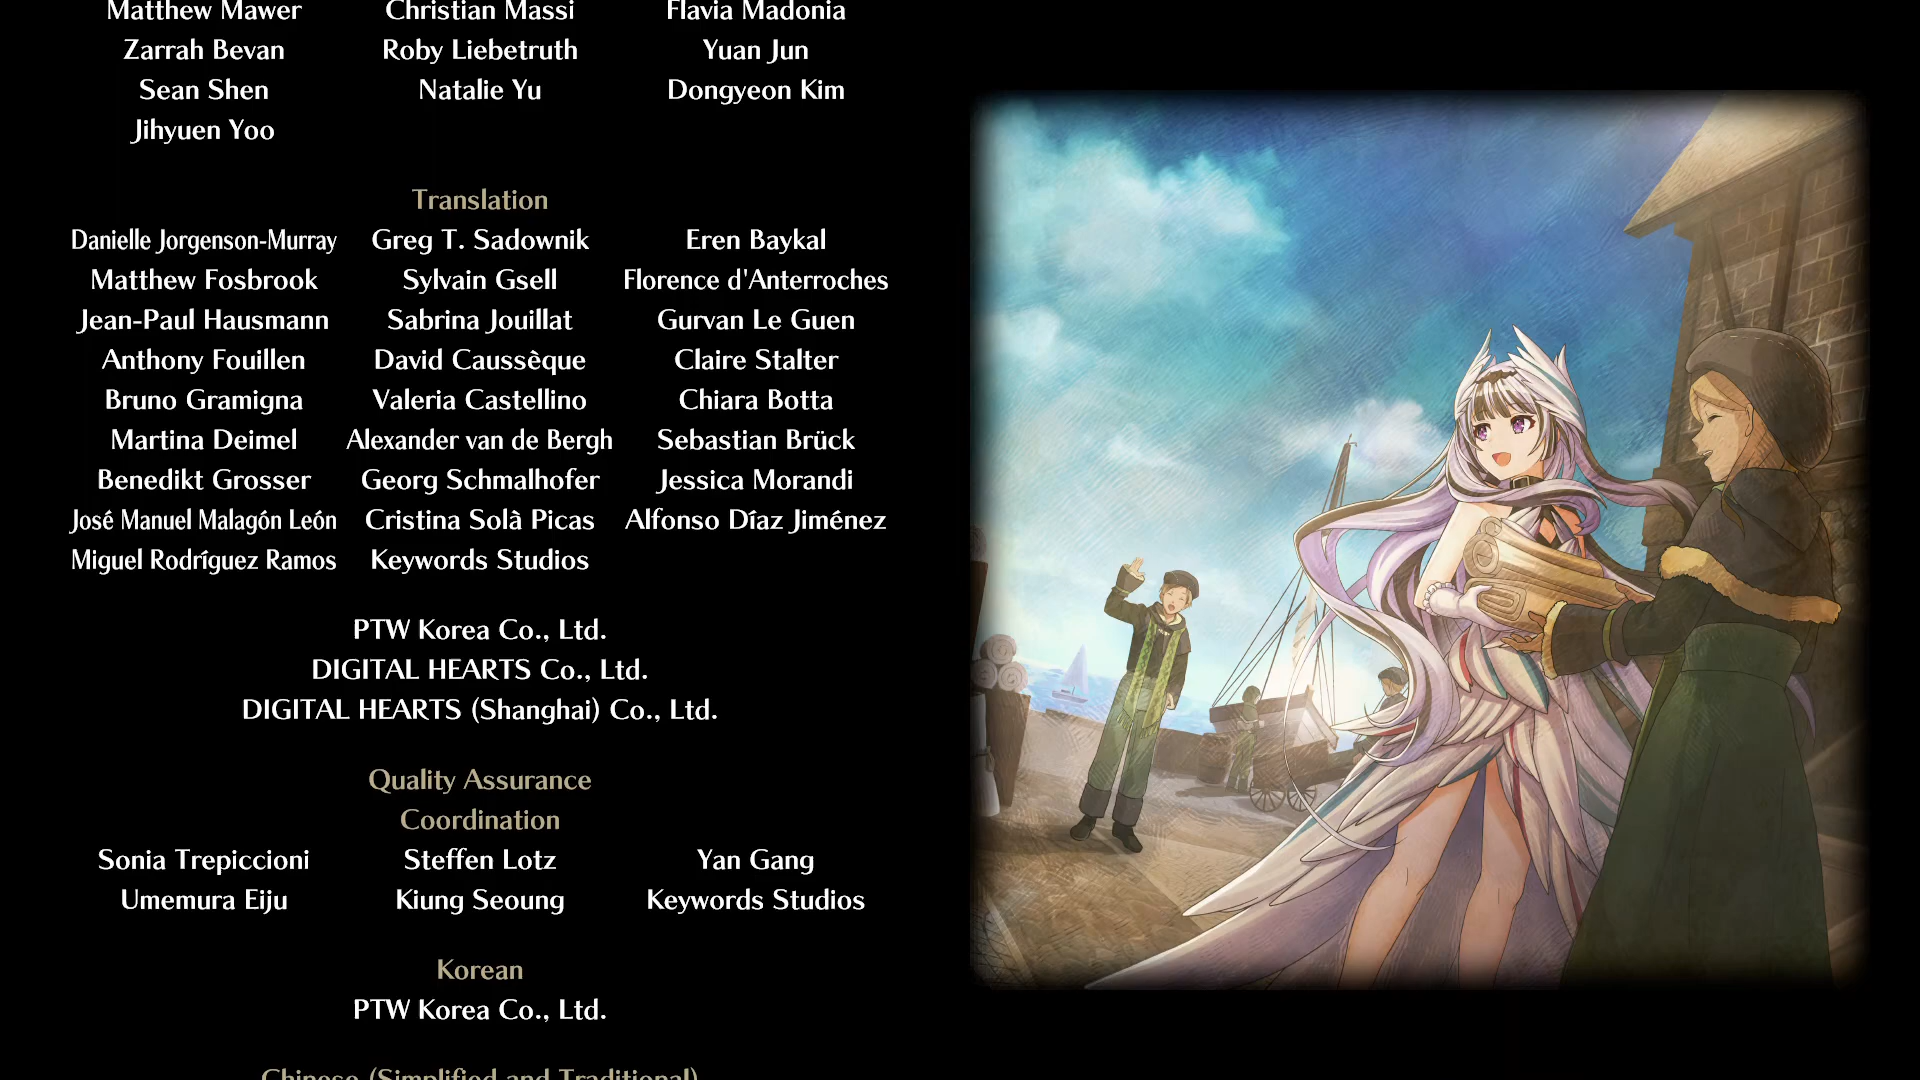 Matthew Mawer Christian Massi Flavia Madonia
Zarrah Bevan Roby Liebetruth Yuan Jun
Sean Shen Natalie Yu Dongyeon Kim
Jihyuen Yoo
Translation
Danielle Jorgenson-Murray Greg T. Sadownik Eren Baykal
Matthew Fosbrook Sylvain Gsell Florence d'Anterroches
Jean-Paul Hausmann Sabrina Jouillat Gurvan Le Guen
Anthony Fouillen David Caussèque Claire Stalter
Bruno Gramigna Valeria Castellino Chiara Botta
Martina Deimel Alexander van de Bergh Sebastian Brück
Benedikt Grosser Georg Schmalhofer Jessica Morandi
José Manuel Malagón León Cristina Solà Picas Alfonso Díaz Jiménez
Miguel Rodríguez Ramos Keywords Studios
PTW Korea Co., Ltd.
DIGITAL HEARTS Co., Ltd.
DIGITAL HEARTS (Shanghai) Co., Ltd.
Quality Assurance
Coordination
Sonia Trepiccioni Steffen Lotz Yan Gang
Umemura Eiju Kiung Seoung Keywords Studios
Korean
PTW Korea Co., Ltd.
Chinese (Simplified and Traditional)